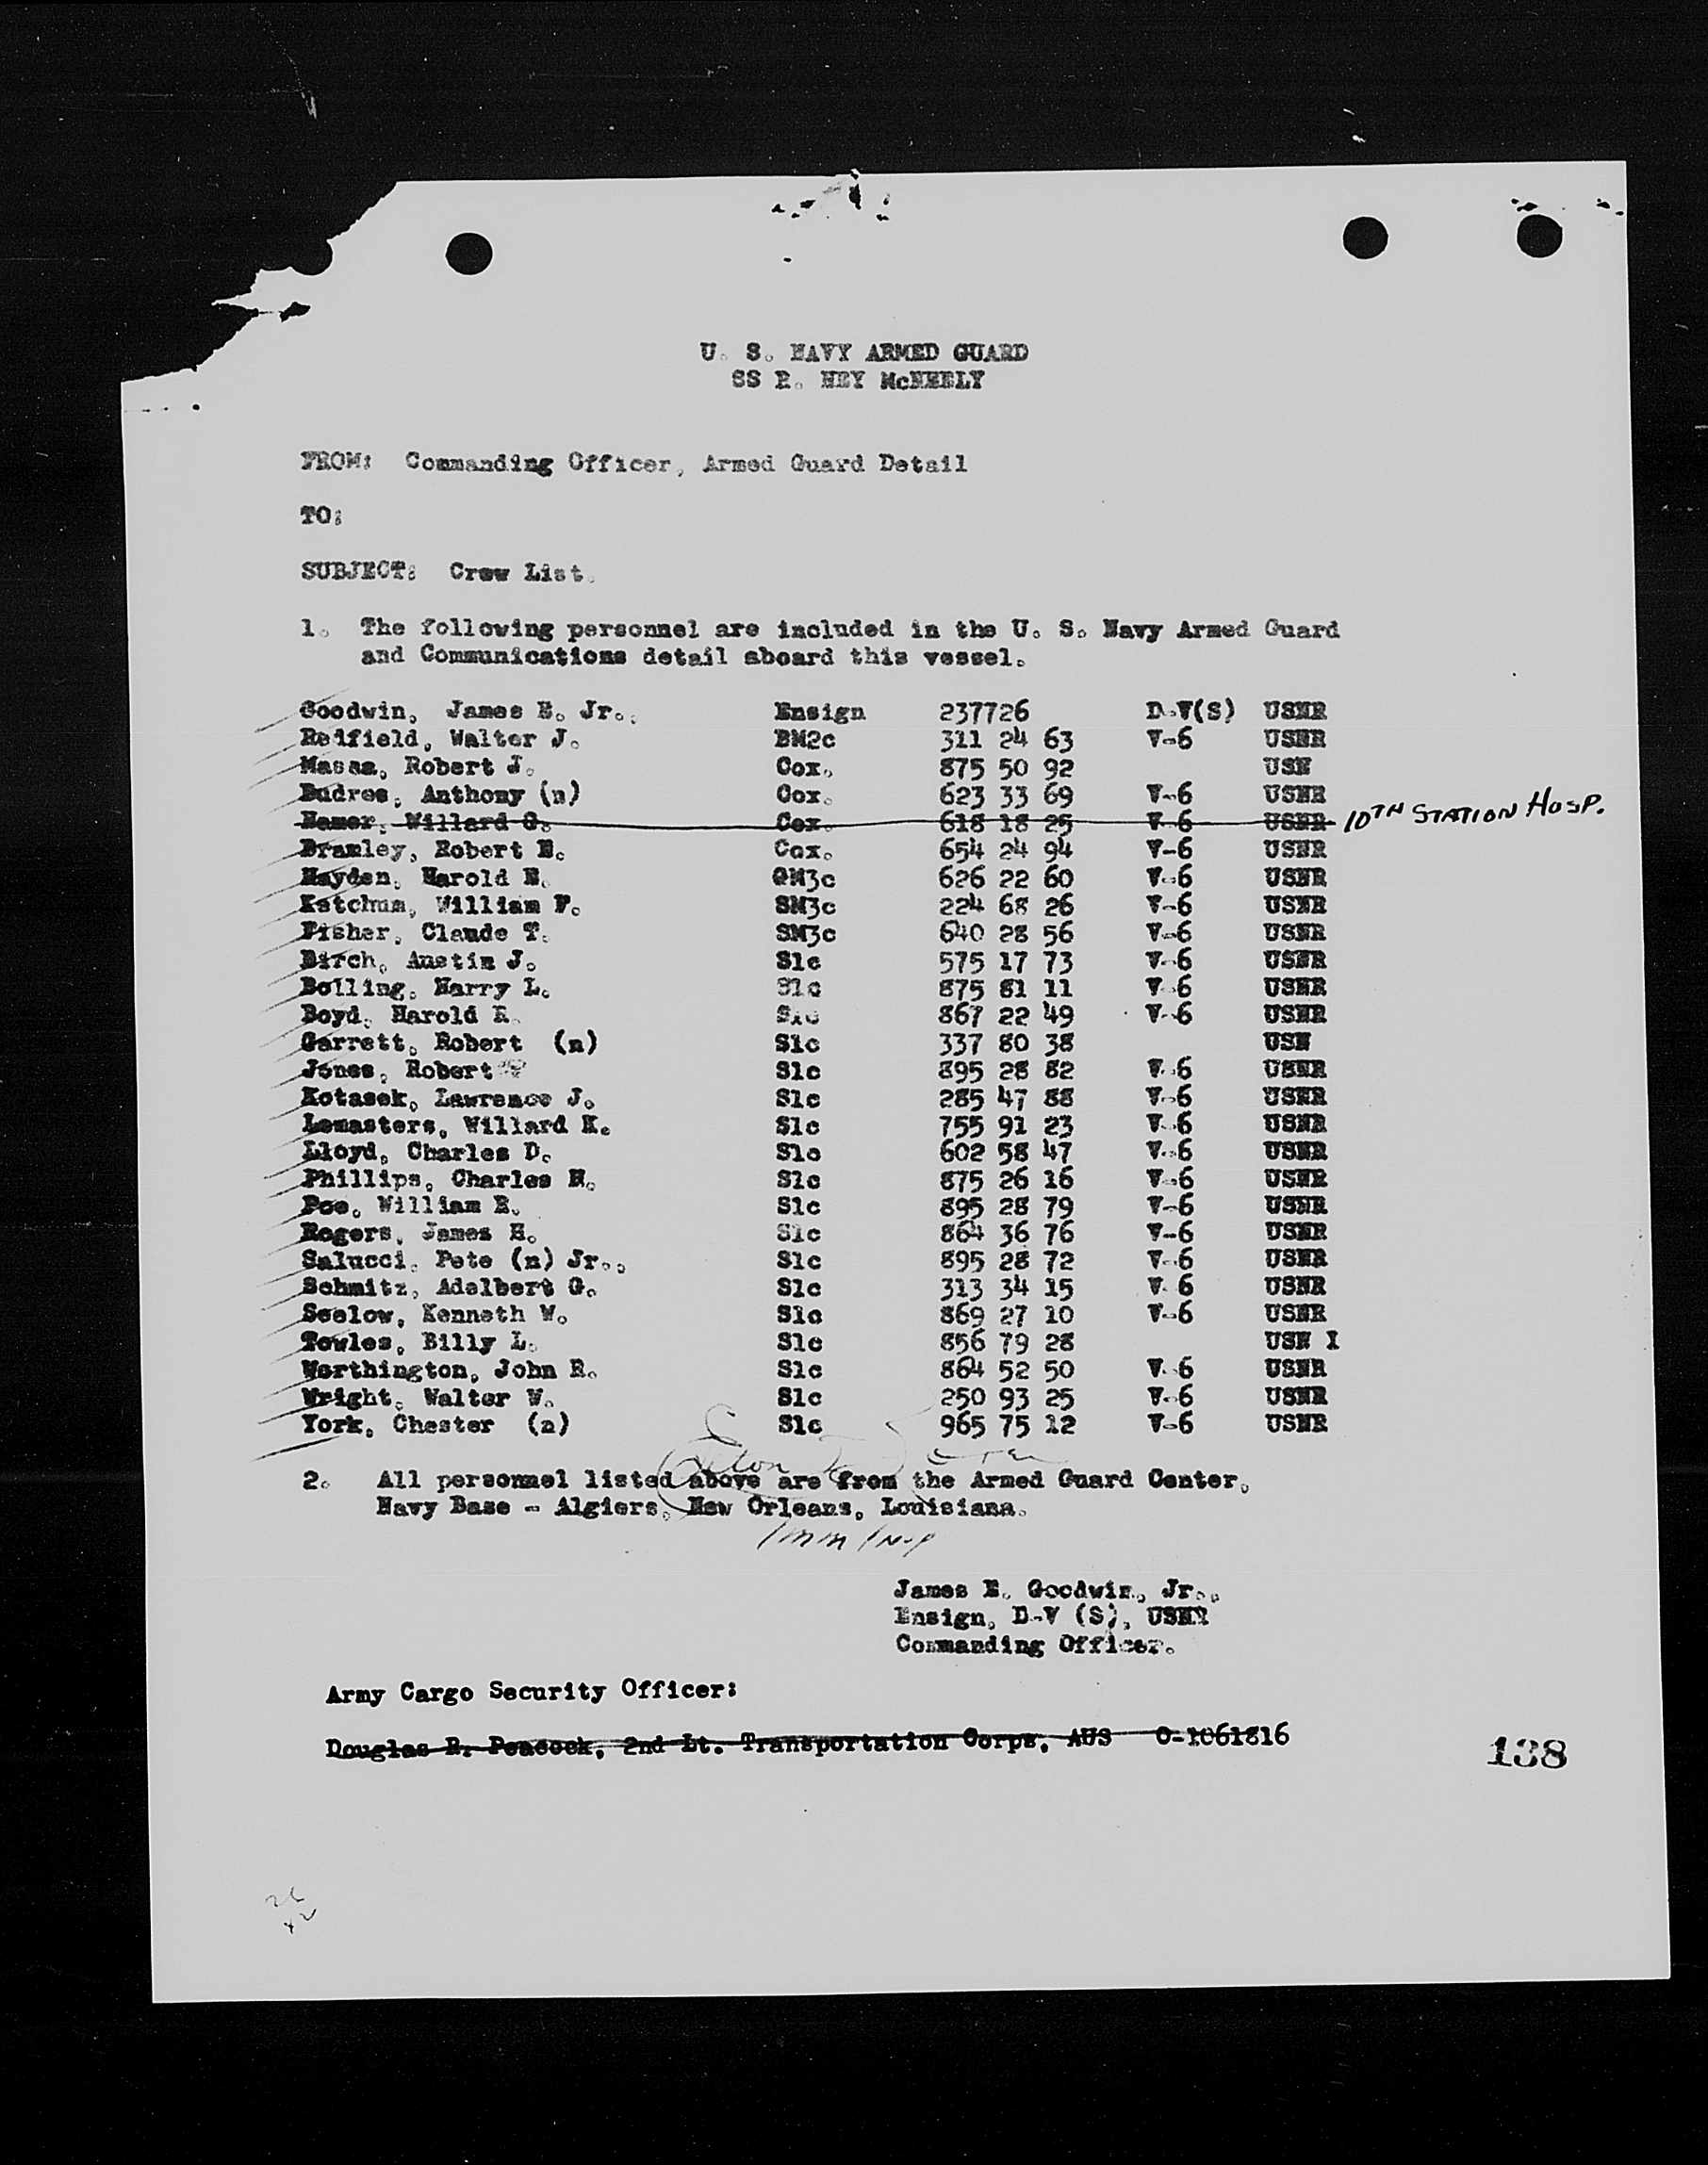 U. S. NAVY ARMED GUARD
SS R. NEY McNEELY
FROM: Commanding Officer, Armed Guard Detail
TO:
SUBJECT: Crew List.
1. The following personnel are included in the U. S. Navy Armed Guard
and Communications detail aboard this vessel.
Goodwin, James E. Jr., Ensign 237726 D-V(S) USNR
Redfield, Walter J. BM2c 311 24 63 V-6 USNR
Masaa, Robert J. Cox. 875 50 92 USN
Budros, Anthony (n) Cox. 623 33 69 V-6 USNR
Hamer, Willard G. Cox. 618 18 25 V-6 USNR 10TH STATION HOSP.
Bramley, Robert H. Cox. 654 24 94 V-6 USNR
Hayden, Harold E. QM3c 626 22 60 V-6 USNR
Ketchum, William F. SM3c 224 68 26 V-6 USNR
Fisher, Claude T. SM3c 640 28 56 V-6 USNR
Birch, Austin J. S1c 575 17 73 V-6 USNR
Bolling, Harry L. S1c 875 81 11 V-6 USNR
Boyd, Harold R. S1c 867 22 49 V-6 USNR
Garrett, Robert (n) S1c 337 80 38 USN
Jones, Robert S1c 895 28 82 V-6 USNR
Kotasek, Lawrence J. S1c 285 47 88 V-6 USNR
Lemasters, Willard K. S1c 755 91 23 V-6 USNR
Lloyd, Charles D. S1c 602 58 47 V-6 USNR
Phillips, Charles H. S1c 875 26 16 V-6 USNR
Poe, William E. S1c 895 28 79 V-6 USNR
Rogers, James E. S1c 864 36 76 V-6 USNR
Salucci, Pete (n) Jr., S1c 895 28 72 V-6 USNR
Schmitz, Adelbert G. S1c 313 34 15 V-6 USNR
Seelow, Kenneth W. S1c 869 27 10 V-6 USNR
Towles, Billy L. S1c 856 79 28 USN I
Worthington, John R. S1c 864 52 50 V-6 USNR
Wright, Walter W. S1c 250 93 25 V-6 USNR
York, Chester (n) S1c 965 75 12 V-6 USNR
2. All personnel listed above are from the Armed Guard Center,
Navy Base - Algiers, New Orleans, Louisiana.
James E. Goodwin, Jr.,
Ensign, D-V (S), USNR
Commanding Officer.
Army Cargo Security Officer:
Douglas R. Peacock, 2nd Lt. Transportation Corps, AUS O-1061816
138